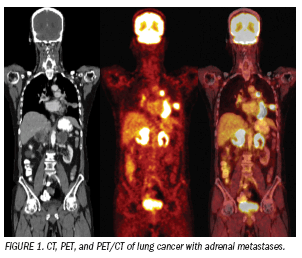 FIGURE 1. CT, PET, and PET/CT of lung cancer with adrenal metastases.